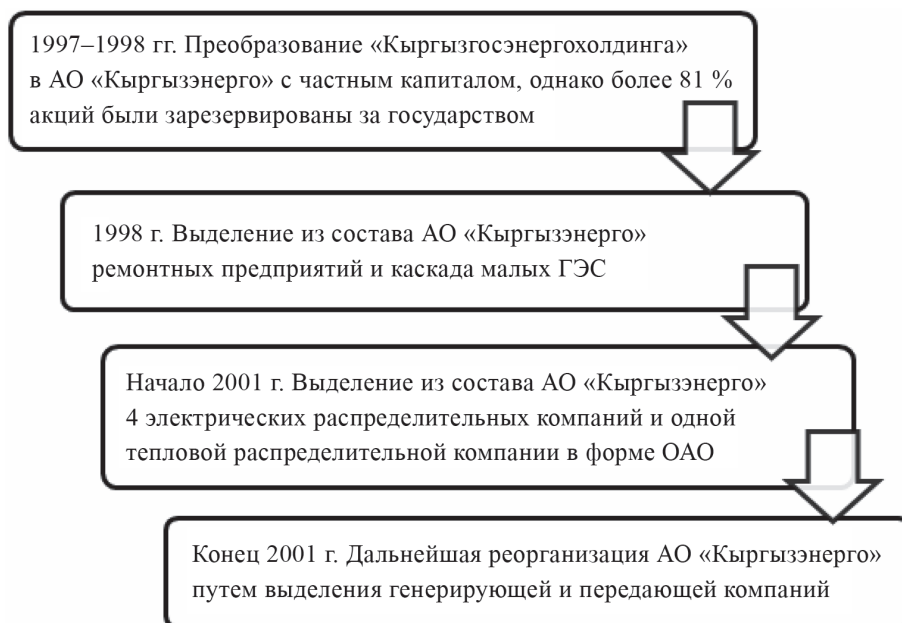 1997–1998 гг. Преобразование «Кыргызгосэнергохолдинга»
в АО «Кыргызэнерго» с частным капиталом, однако более 81 %
акций были зарезервированы за государством
1998 г. Выделение из состава АО «Кыргызэнерго»
ремонтных предприятий и каскада малых ГЭС
Начало 2001 г. Выделение из состава АО «Кыргызэнерго»
4 электрических распределительных компаний и одной
тепловой распределительной компании в форме ОАО
Конец 2001 г. Дальнейшая реорганизация АО «Кыргызэнерго»
путем выделения генерирующей и передающей компаний